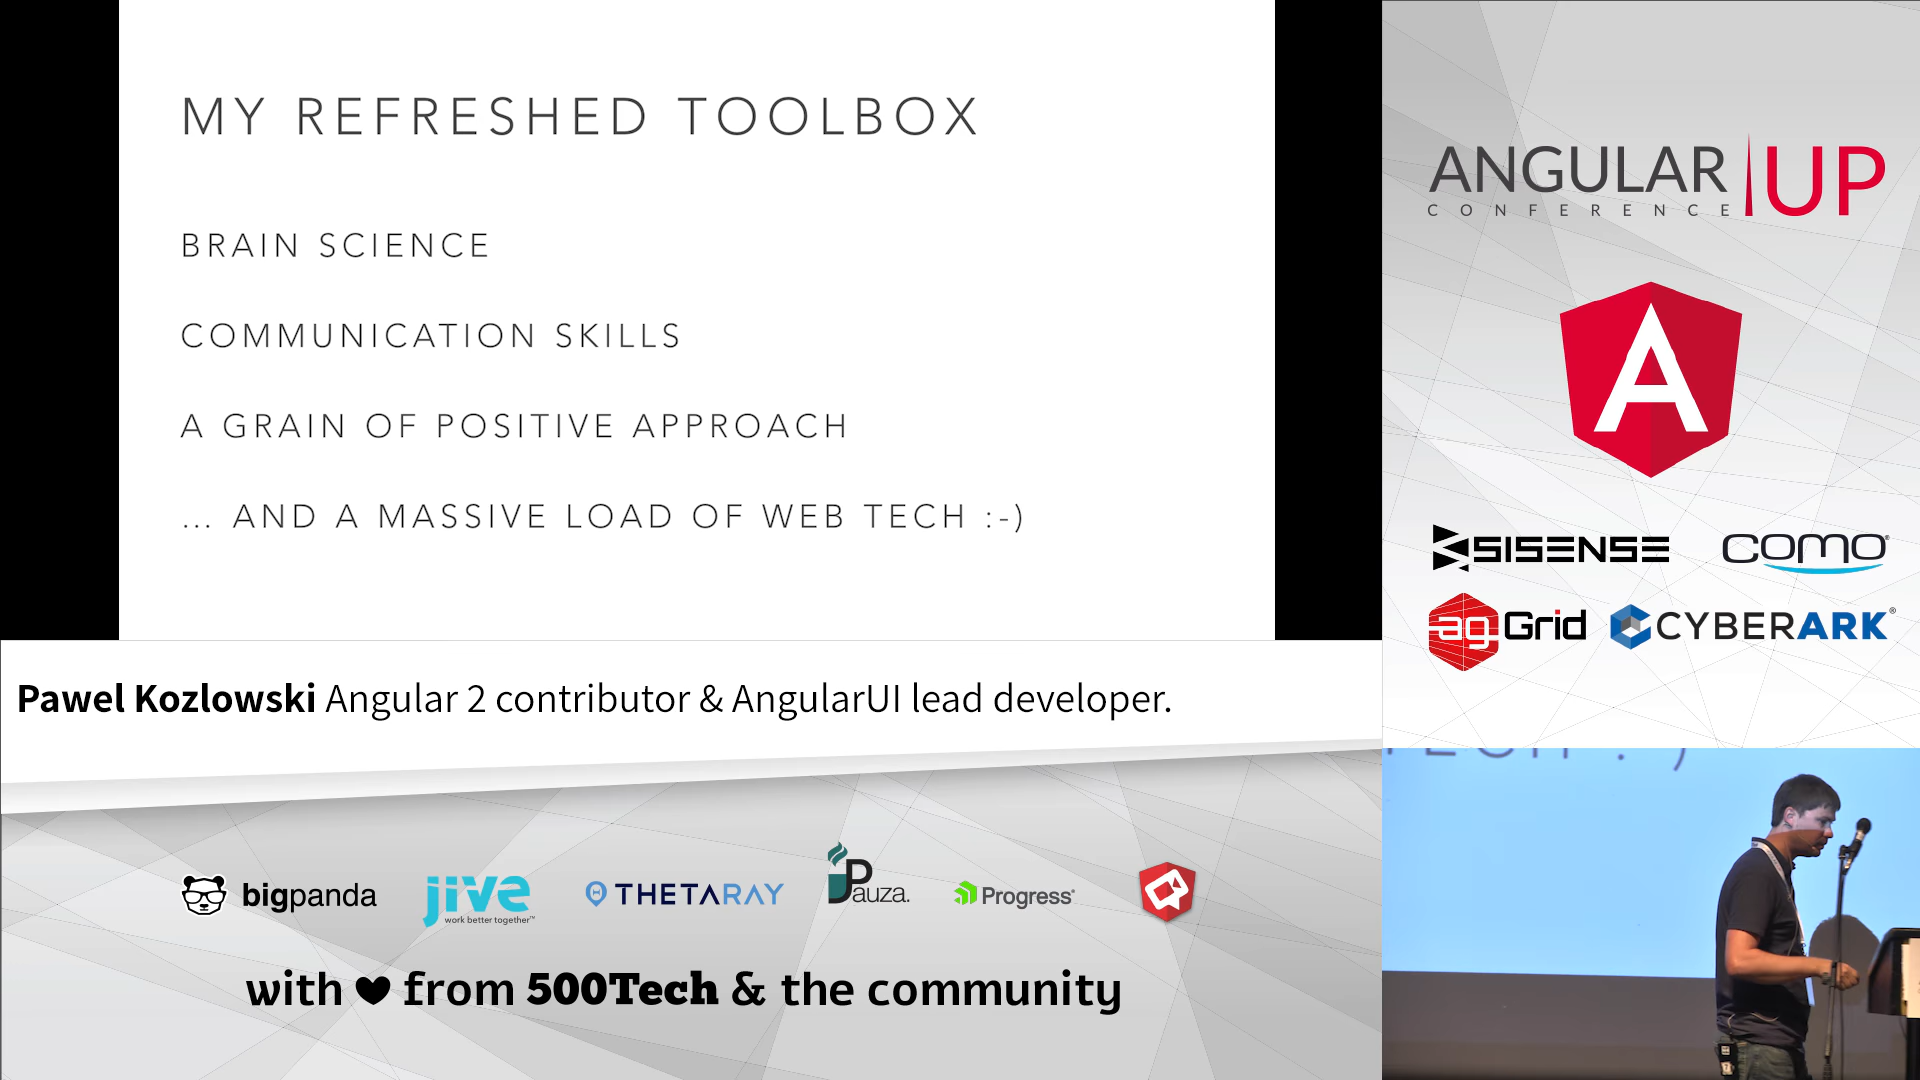 MY REFRESHED TOOLBOX
BRAIN SCIENCE
COMMUNICATION SKILLS
A GRAIN OF POSITIVE APPROACH
... AND A MASSIVE LOAD OF WEB TECH :-)
Pawel Kozlowski Angular 2 contributor & AngularUI lead developer.
bigpanda
jive
work better together™
THETARAY
Pauza.
Progress®
with ♥ from 500Tech & the community
ANGULAR UP
CONFERENCE
A
SISENSE
como®
ag Grid
CYBERARK®
TECH :-)